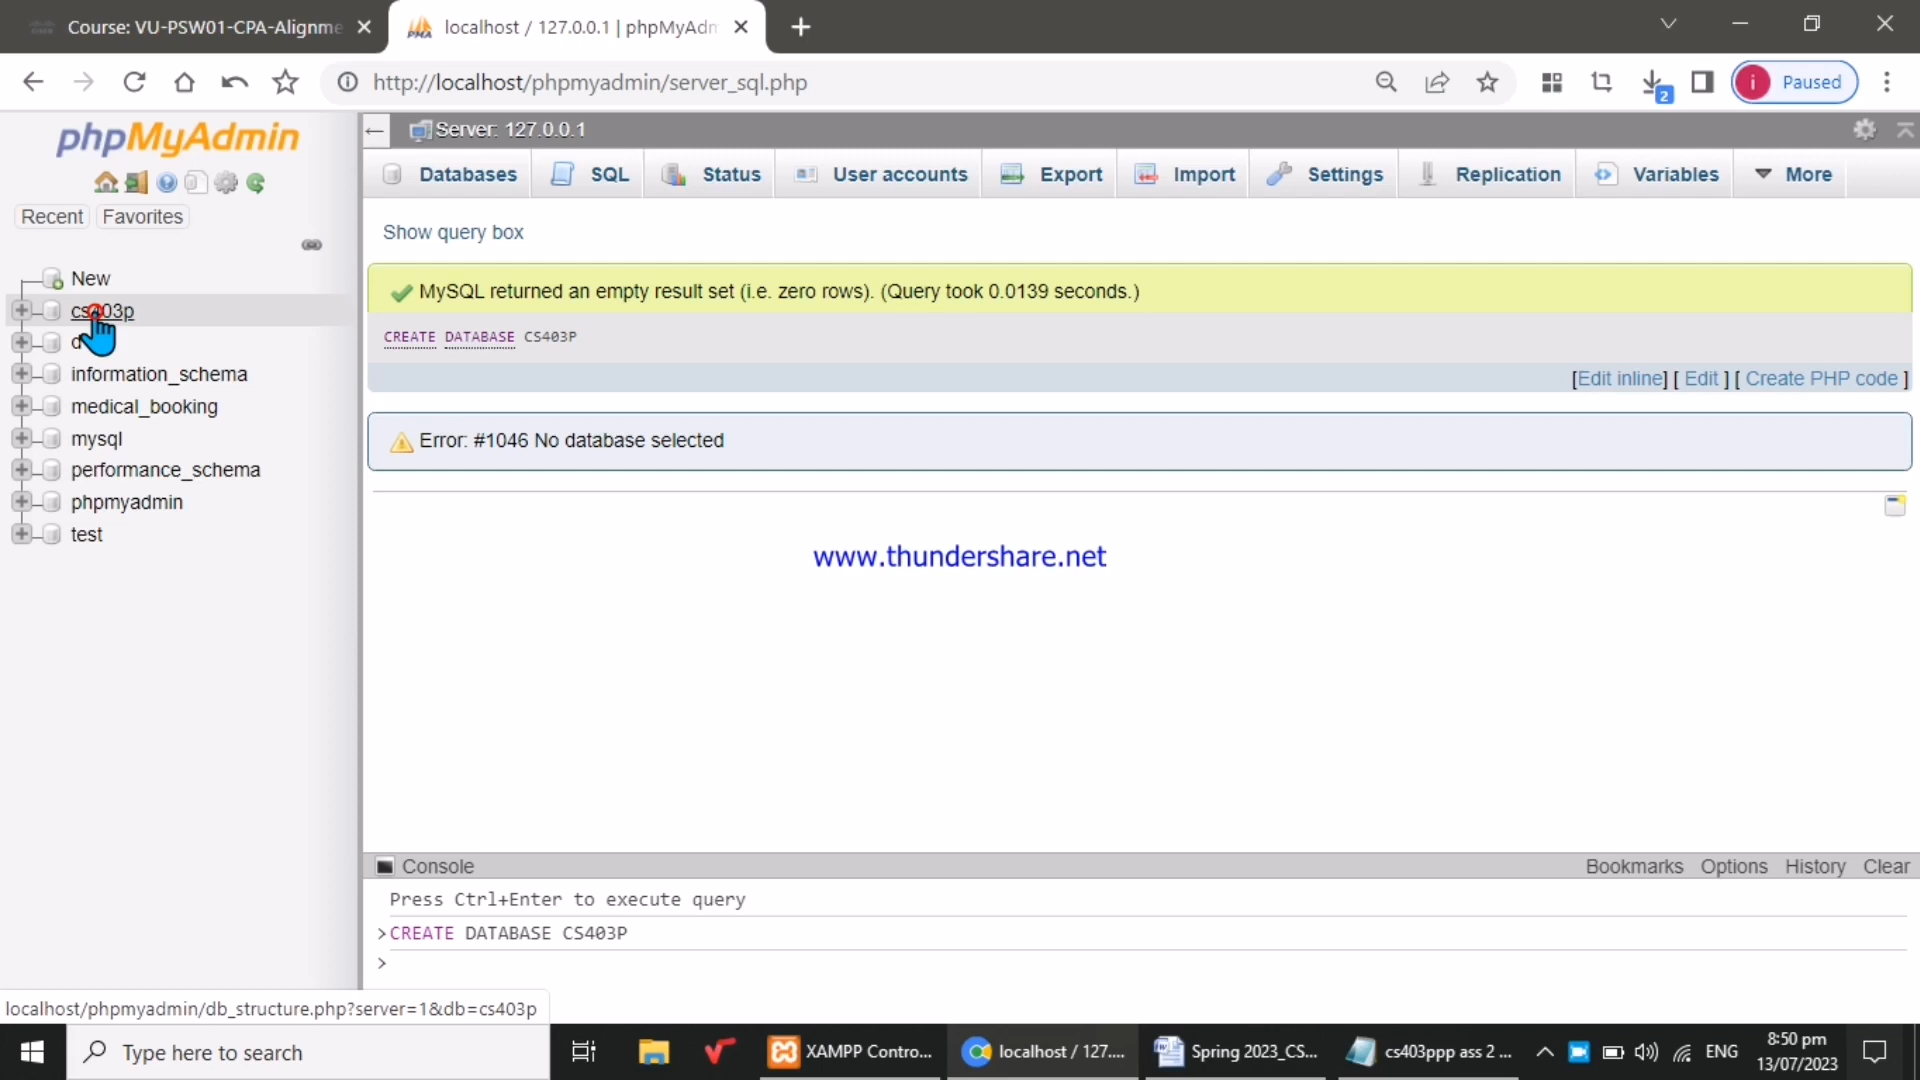 Course: VU-PSW01-CPA-Alignme
localhost / 127.0.0.1 | phpMyAdm
http://localhost/phpmyadmin/server_sql.php
i Paused
2
phpMyAdmin
Recent Favorites
New
cs403p
information_schema
medical_booking
mysql
performance_schema
phpmyadmin
test
Server: 127.0.0.1
Databases SQL Status User accounts Export Import Settings Replication Variables More
Show query box
MySQL returned an empty result set (i.e. zero rows). (Query took 0.0139 seconds.)
CREATE DATABASE CS403P
[Edit inline] [ Edit ] [ Create PHP code ]
Error: #1046 No database selected
www.thundershare.net
Console Bookmarks Options History Clear
Press Ctrl+Enter to execute query
>CREATE DATABASE CS403P
>
localhost/phpmyadmin/db_structure.php?server=1&db=cs403p
Type here to search
XAMPP Contro...
localhost / 127....
Spring 2023_CS...
cs403ppp ass 2 ...
ENG
8:50 pm
13/07/2023